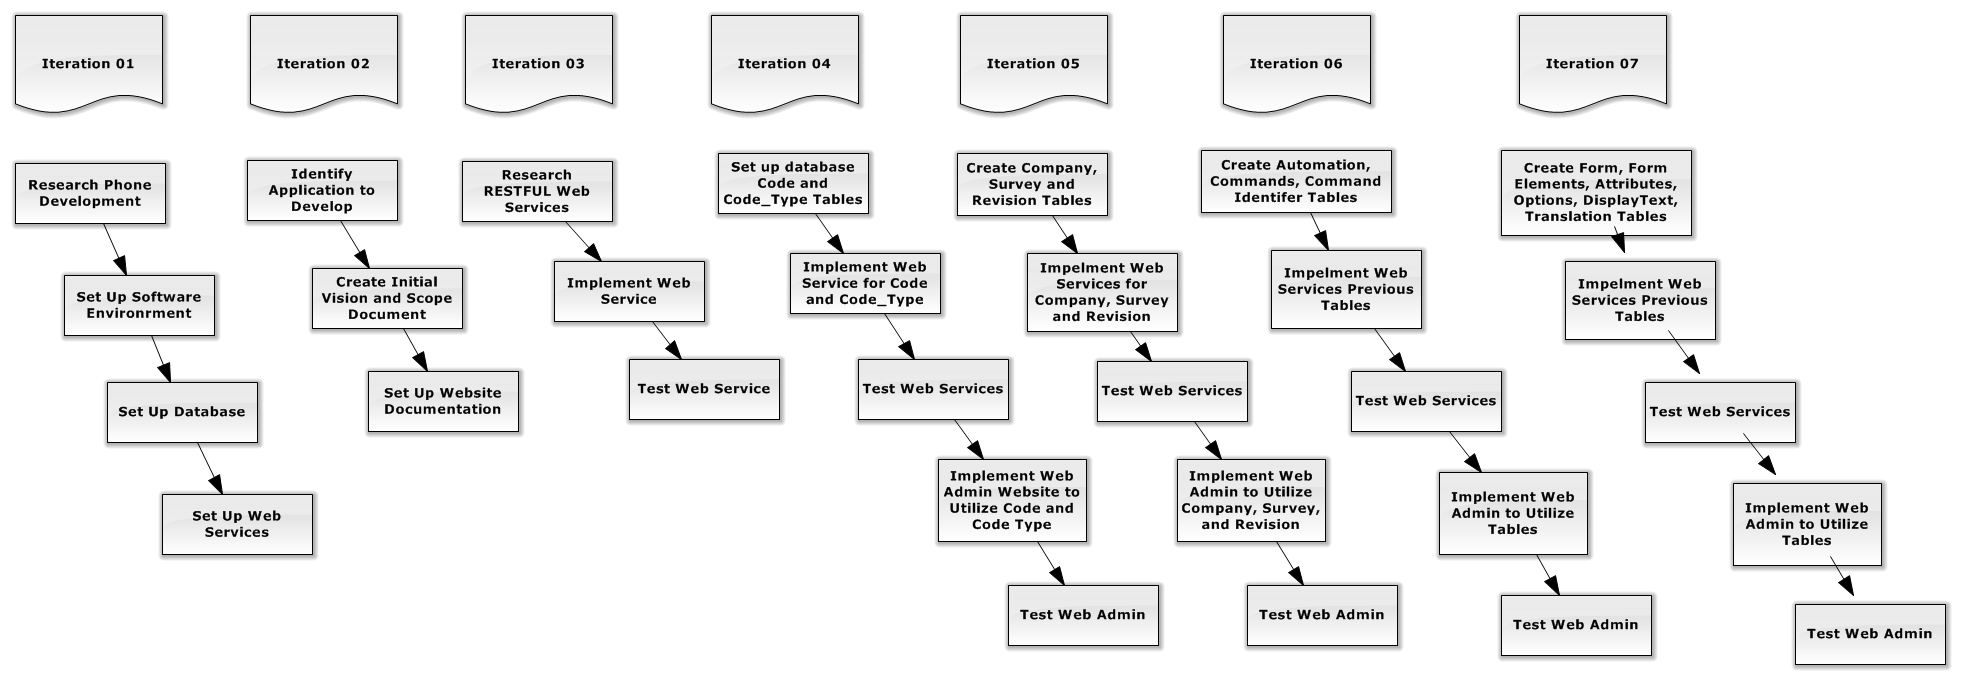 Iteration 01
Iteration 02
Iteration 03
Iteration 04
Iteration 05
Iteration 06
Iteration 07
Research Phone
Development
Set Up Software
Environrment
Set Up Database
Set Up Web
Services
Identify
Application to
Develop
Create Initial
Vision and Scope
Document
Set Up Website
Documentation
Research
RESTFUL Web
Services
Implement Web
Service
Test Web Service
Set up database
Code and
Code_Type Tables
Implement Web
Service for Code
and Code_Type
Test Web Services
Implement Web
Admin Website to
Utilize Code and
Code Type
Test Web Admin
Create Company,
Survey and
Revision Tables
Impelment Web
Services for
Company, Survey
and Revision
Test Web Services
Implement Web
Admin to Utilize
Company, Survey,
and Revision
Test Web Admin
Create Automation,
Commands, Command
Identifer Tables
Impelment Web
Services Previous
Tables
Test Web Services
Implement Web
Admin to Utilize
Tables
Test Web Admin
Create Form, Form
Elements, Attributes,
Options, DisplayText,
Translation Tables
Impelment Web
Services Previous
Tables
Test Web Services
Implement Web
Admin to Utilize
Tables
Test Web Admin